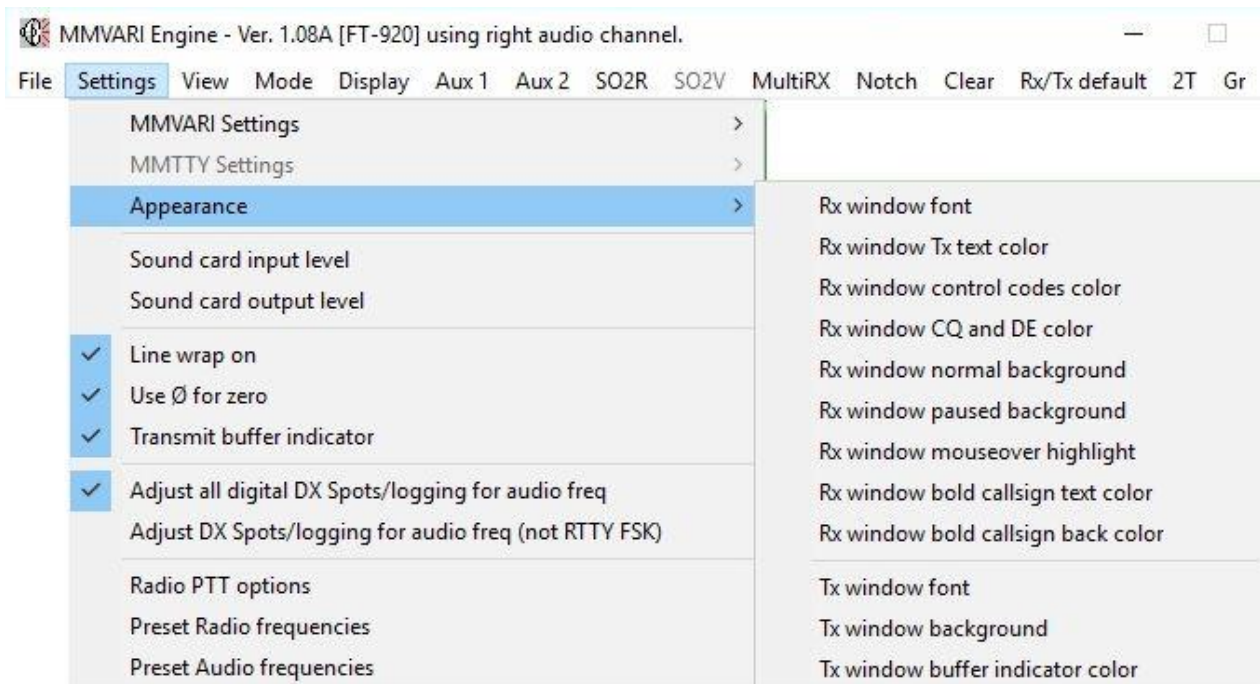 MMVARI Engine - Ver. 1.08A [FT-920] using right audio channel.
File Settings View Mode Display Aux 1 Aux 2 SO2R SO2V MultiRX Notch Clear Rx/Tx default 2T Gr
MMVARI Settings
MMTTY Settings
Appearance
Sound card input level
Sound card output level
Line wrap on
Use Ø for zero
Transmit buffer indicator
Adjust all digital DX Spots/logging for audio freq
Adjust DX Spots/logging for audio freq (not RTTY FSK)
Radio PTT options
Preset Radio frequencies
Preset Audio frequencies
Rx window font
Rx window Tx text color
Rx window control codes color
Rx window CQ and DE color
Rx window normal background
Rx window paused background
Rx window mouseover highlight
Rx window bold callsign text color
Rx window bold callsign back color
Tx window font
Tx window background
Tx window buffer indicator color